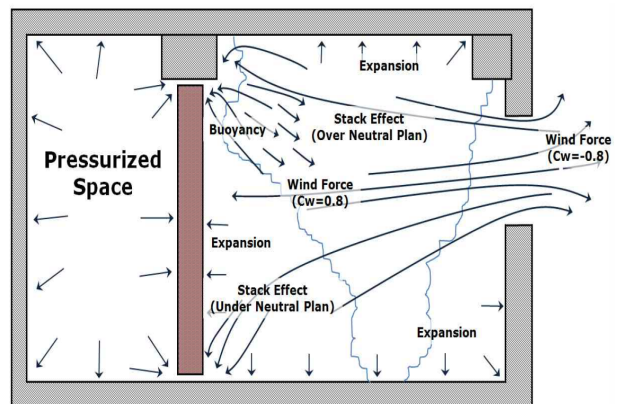 Expansion
Stack Effect
(Over Neutral Plan)
Buoyancy
Wind Force
(Cw=-0.8)
Pressurized
Space
Wind Force
(Cw=0.8)
Expansion
Stack Effect
(Under Neutral Plan)
Expansion